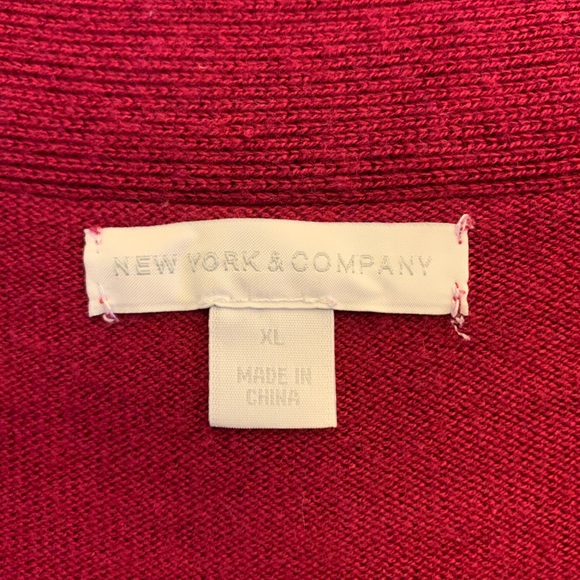 NEW YORK & COMPANY
XL
MADE IN
CHINA